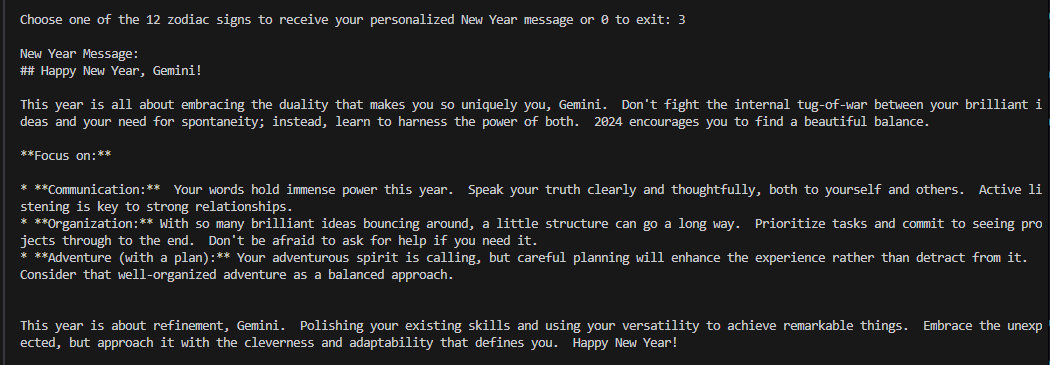 Choose one of the 12 zodiac signs to receive your personalized New Year message or 0 to exit: 3
New Year Message:
## Happy New Year, Gemini!
This year is all about embracing the duality that makes you so uniquely you, Gemini.  Don't fight the internal tug-of-war between your brilliant i
deas and your need for spontaneity; instead, learn to harness the power of both.  2024 encourages you to find a beautiful balance.
**Focus on:**
* **Communication:**  Your words hold immense power this year.  Speak your truth clearly and thoughtfully, both to yourself and others.  Active li
stening is key to strong relationships.
* **Organization:** With so many brilliant ideas bouncing around, a little structure can go a long way.  Prioritize tasks and commit to seeing pro
jects through to the end.  Don't be afraid to ask for help if you need it.
* **Adventure (with a plan):** Your adventurous spirit is calling, but careful planning will enhance the experience rather than detract from it.
Consider that well-organized adventure as a balanced approach.
This year is about refinement, Gemini.  Polishing your existing skills and using your versatility to achieve remarkable things.  Embrace the unexp
ected, but approach it with the cleverness and adaptability that defines you.  Happy New Year!